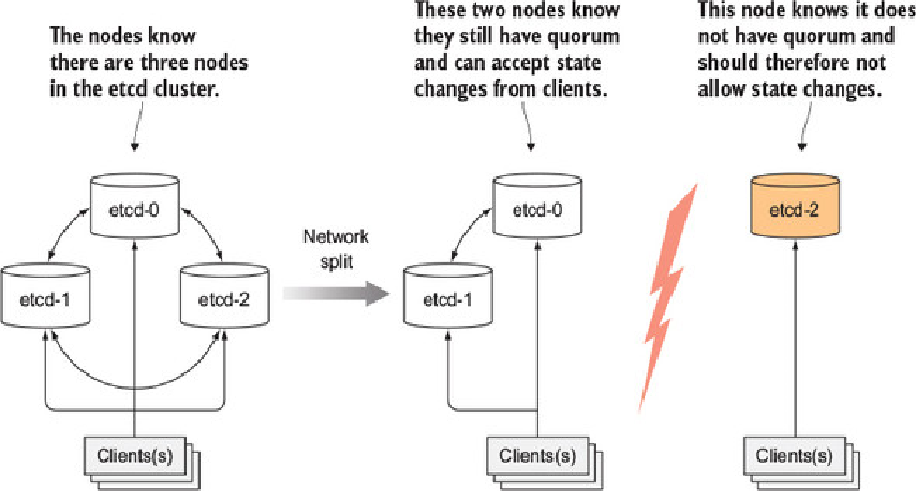 The nodes know
there are three nodes
in the etcd cluster.
These two nodes know
they still have quorum
and can accept state
changes from clients.
This node knows it does
not have quorum and
should therefore not
allow state changes.
etcd-0
etcd-1
etcd-2
Clients(s)
Network
split
etcd-0
etcd-1
Clients(s)
etcd-2
Clients(s)